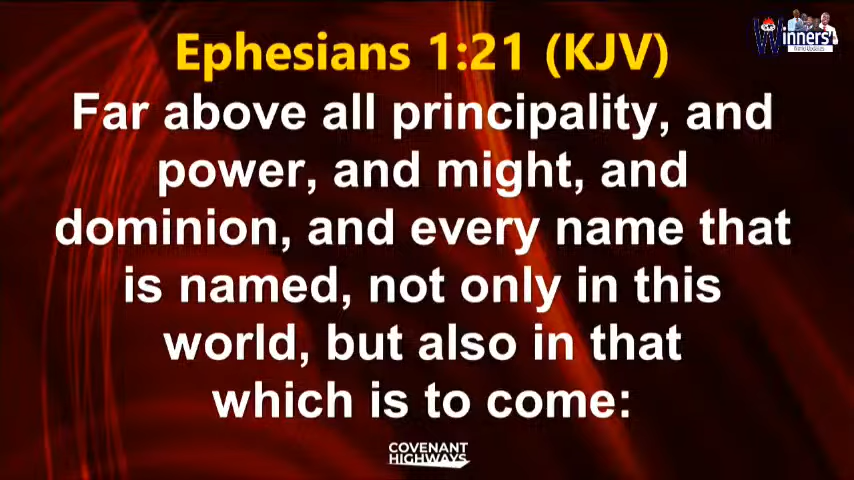 Ephesians 1:21 (KJV)
Far above all principality, and
power, and might, and
dominion, and every name that
is named, not only in this
world, but also in that
which is to come:
Winners'
COVENANT
HIGHWAYS